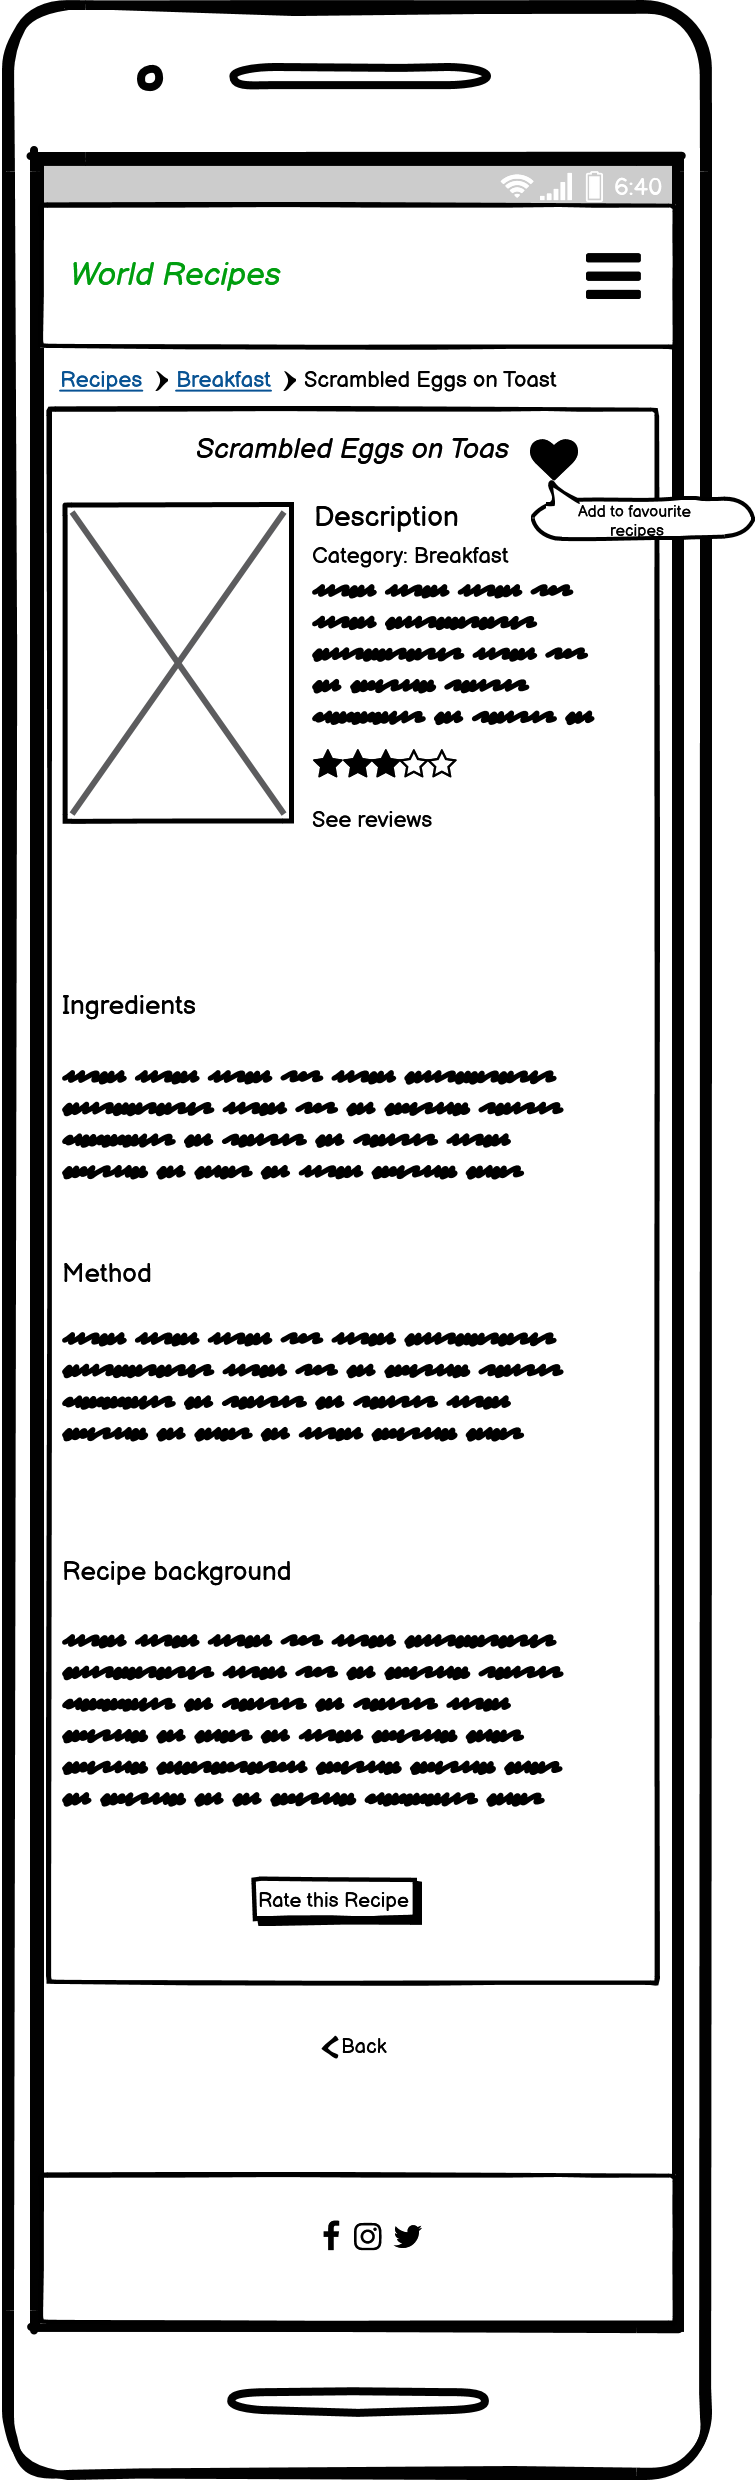 6:40
World Recipes
Recipes Breakfast Scrambled Eggs on Toast
Scrambled Eggs on Toas
Add to favourite
recipes
Description
Category: Breakfast
See reviews
Ingredients
Method
Recipe background
Rate this Recipe
Back